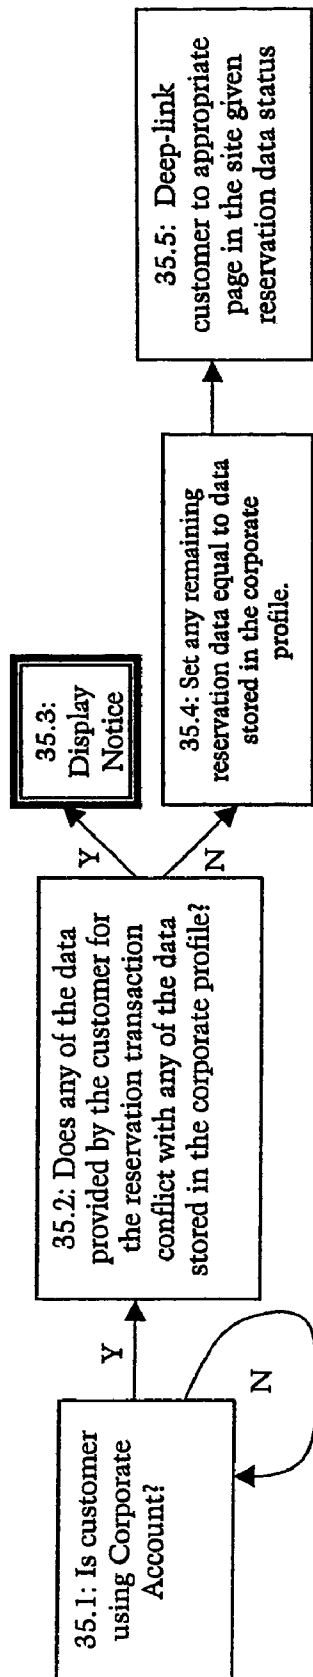 35.1: Is customer
using Corporate
Account?
Y
N
35.2: Does any of the data
provided by the customer for
the reservation transaction
conflict with any of the data
stored in the corporate profile?
Y
N
35.3:
Display
Notice
35.4: Set any remaining
reservation data equal to data
stored in the corporate
profile.
35.5: Deep-link
customer to appropriate
page in the site given
reservation data status